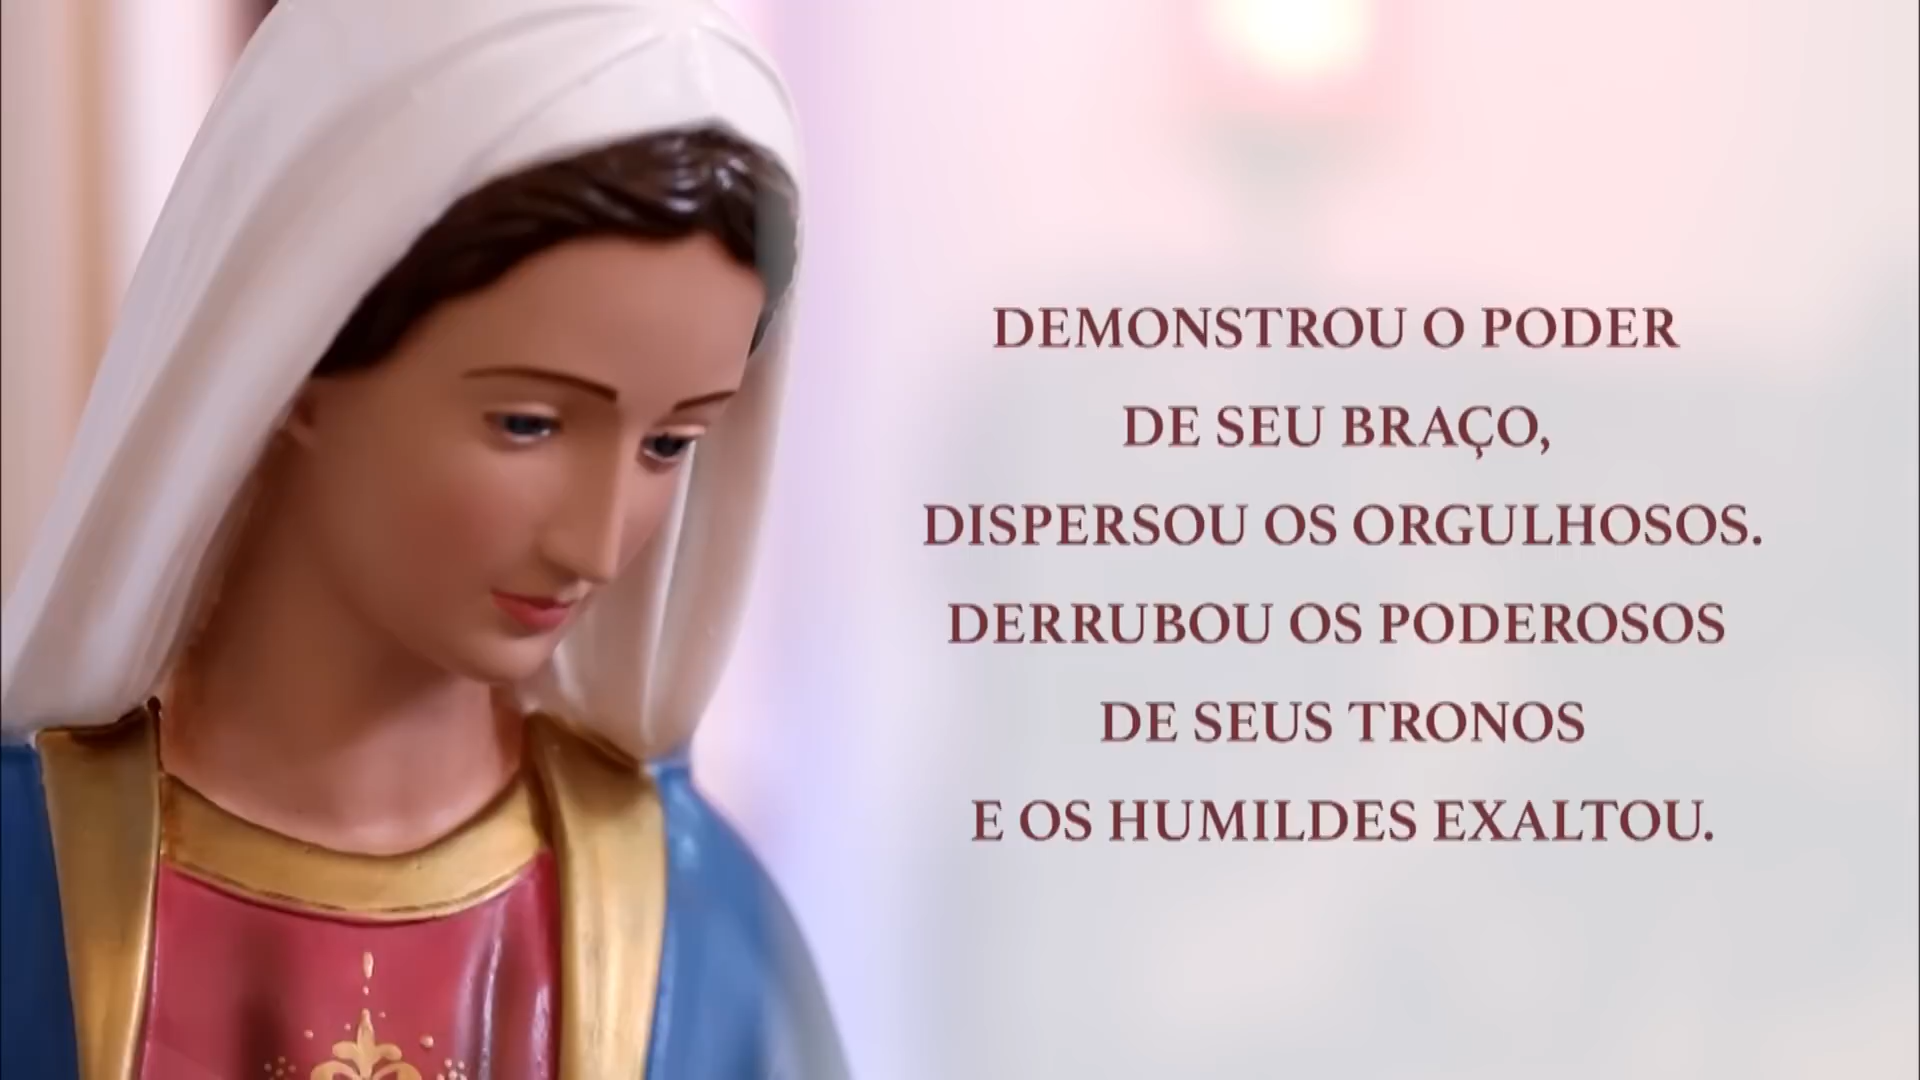 DEMONSTROU O PODER
DE SEU BRAÇO,
DISPERSOU OS ORGULHOSOS.
DERRUBOU OS PODEROSOS
DE SEUS TRONOS
E OS HUMILDES EXALTOU.